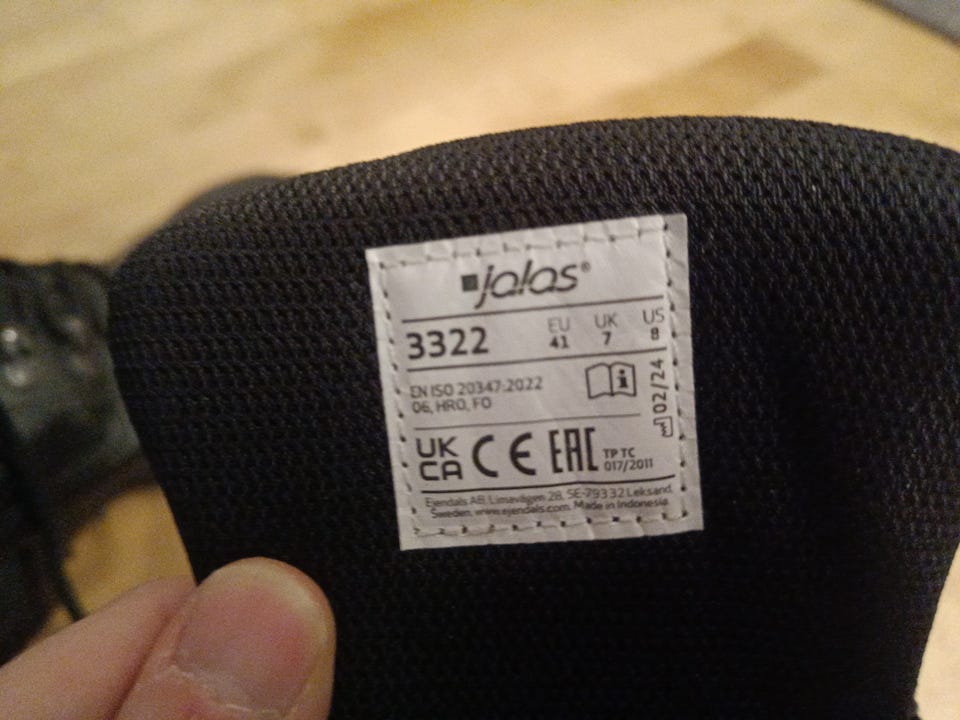 jalas®
3322
EU UK US
41 7 8
EN ISO 20347:2022
06, HRO, FO
02/24
UK
CA CE EAC TP TC
017/2011
Ejendals AB, Limavägen 28, SE-79332 Leksand,
Sweden. www.ejendals.com. Made in Indonesia